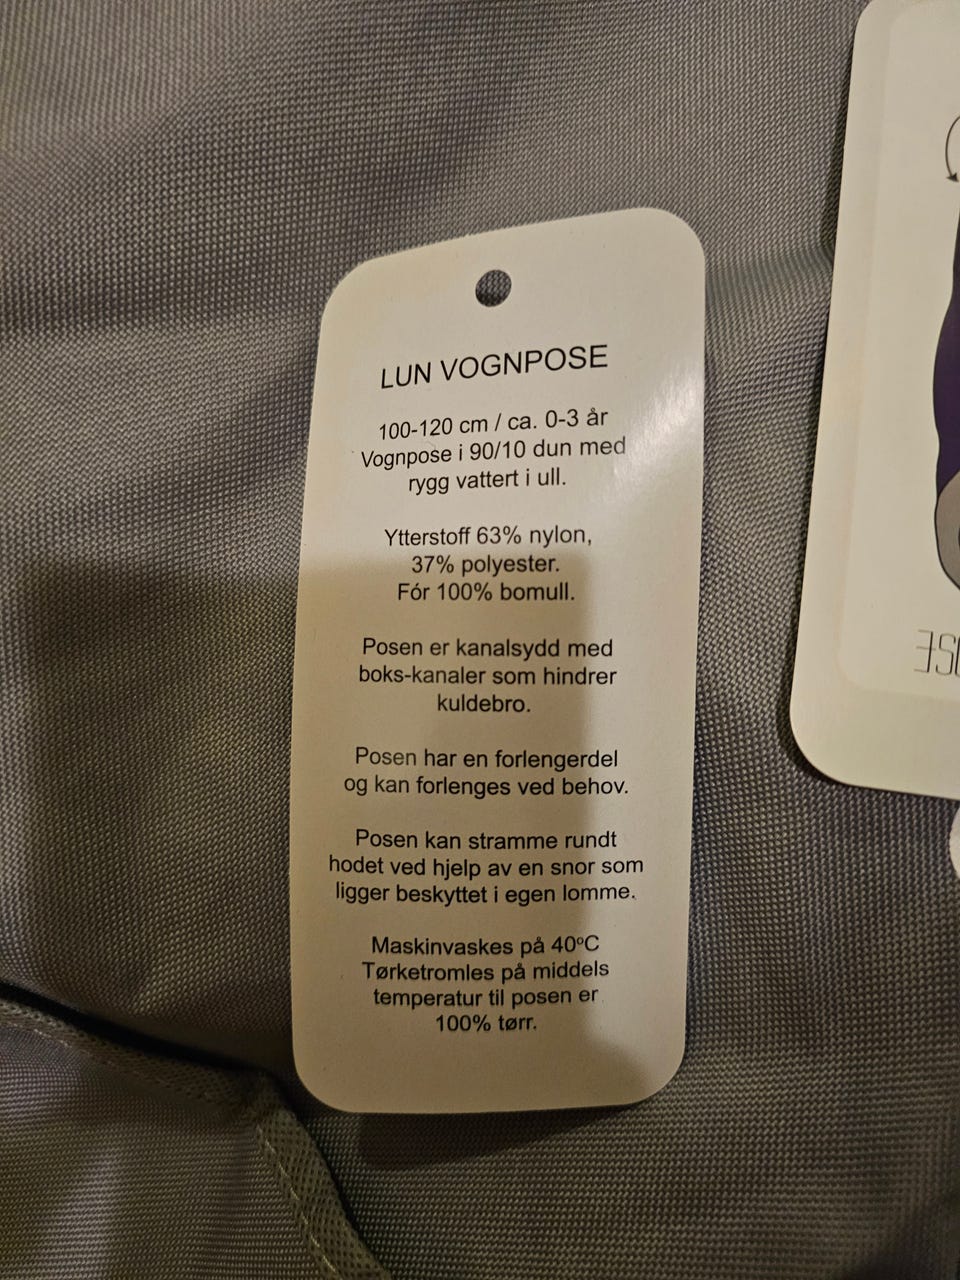 LUN VOGNPOSE
100-120 cm / ca. 0-3 år
Vognpose i 90/10 dun med
rygg vattert i ull.
Ytterstoff 63% nylon,
37% polyester.
Fór 100% bomull.
Posen er kanalsydd med
boks-kanaler som hindrer
kuldebro.
Posen har en forlengerdel
og kan forlenges ved behov.
Posen kan stramme rundt
hodet ved hjelp av en snor som
ligger beskyttet i egen lomme.
Maskinvaskes på 40ºC
Tørketromles på middels
temperatur til posen er
100% tørr.